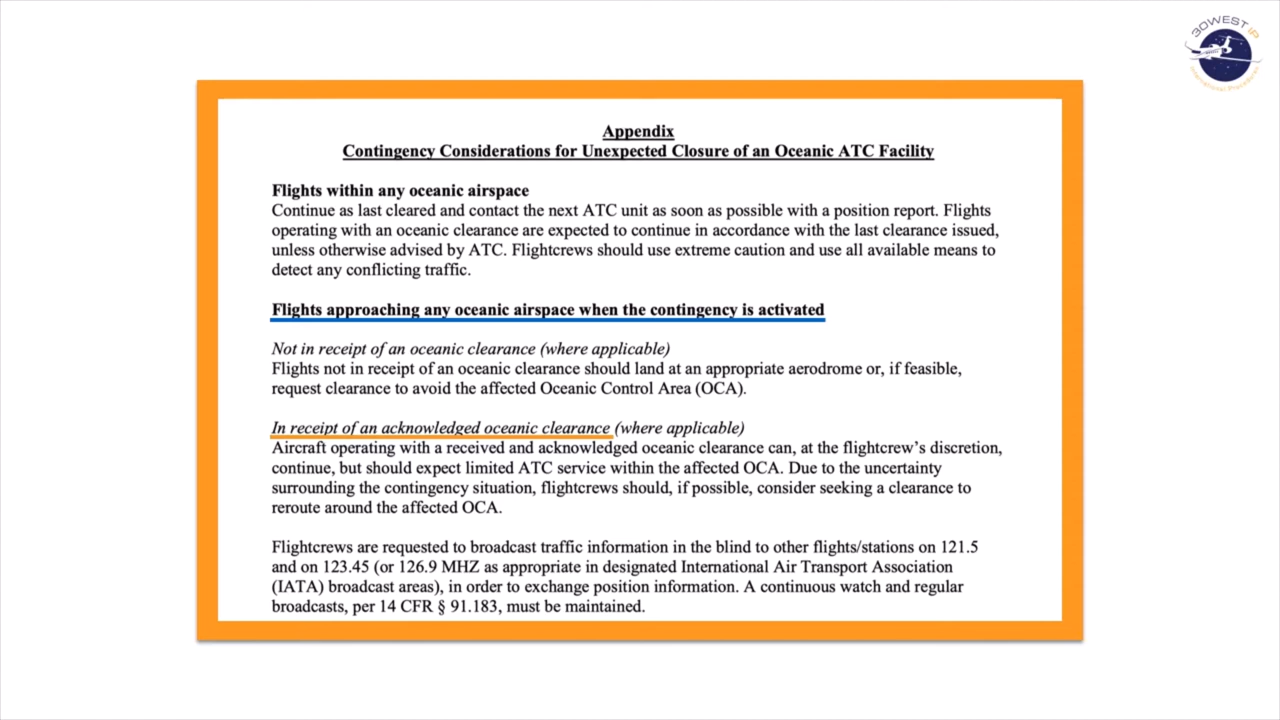 30WEST IP
International Procedures
Appendix
Contingency Considerations for Unexpected Closure of an Oceanic ATC Facility
Flights within any oceanic airspace
Continue as last cleared and contact the next ATC unit as soon as possible with a position report. Flights
operating with an oceanic clearance are expected to continue in accordance with the last clearance issued,
unless otherwise advised by ATC. Flightcrews should use extreme caution and use all available means to
detect any conflicting traffic.
Flights approaching any oceanic airspace when the contingency is activated
Not in receipt of an oceanic clearance (where applicable)
Flights not in receipt of an oceanic clearance should land at an appropriate aerodrome or, if feasible,
request clearance to avoid the affected Oceanic Control Area (OCA).
In receipt of an acknowledged oceanic clearance (where applicable)
Aircraft operating with a received and acknowledged oceanic clearance can, at the flightcrew's discretion,
continue, but should expect limited ATC service within the affected OCA. Due to the uncertainty
surrounding the contingency situation, flightcrews should, if possible, consider seeking a clearance to
reroute around the affected OCA.
Flightcrews are requested to broadcast traffic information in the blind to other flights/stations on 121.5
and on 123.45 (or 126.9 MHZ as appropriate in designated International Air Transport Association
(IATA) broadcast areas), in order to exchange position information. A continuous watch and regular
broadcasts, per 14 CFR § 91.183, must be maintained.